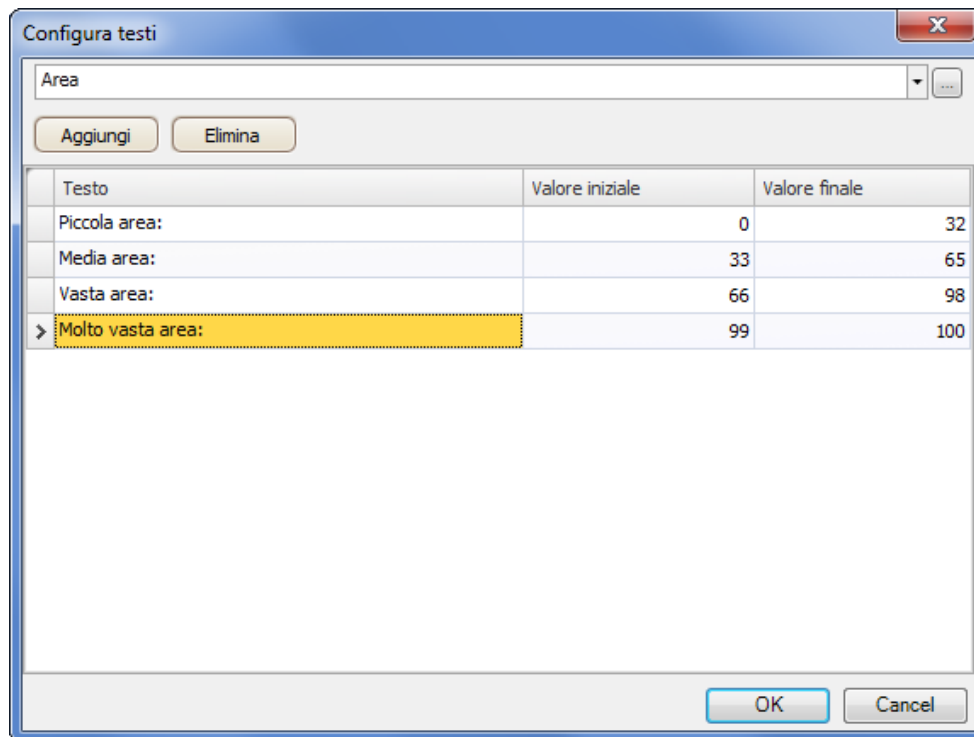 Configura testi
Area
Aggiungi Elimina
Testo Valore iniziale Valore finale
Piccola area: 0 32
Media area: 33 65
Vasta area: 66 98
Molto vasta area: 99 100
OK Cancel